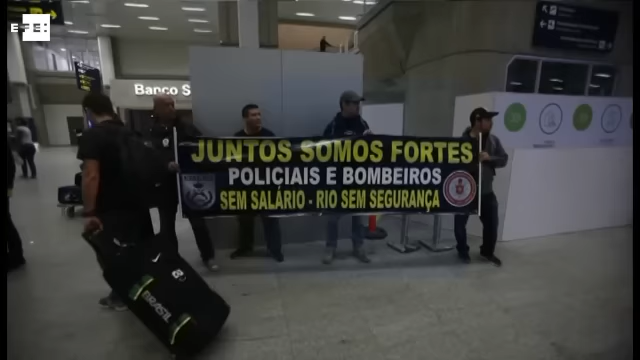 EFE:
Banco S
JUNTOS SOMOS FORTES
POLICIAIS E BOMBEIROS
SEM SALÁRIO - RIO SEM SEGURANÇA
BRASIL